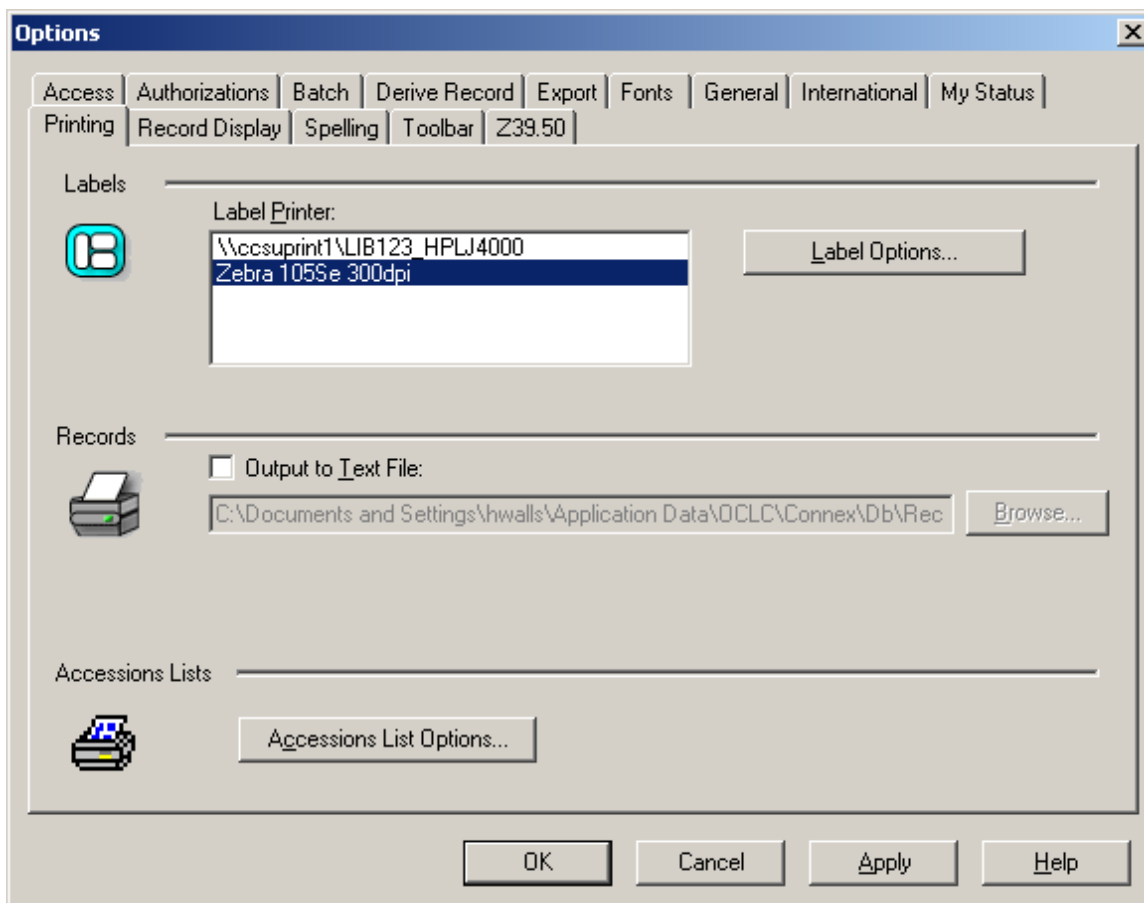 Options
Access Authorizations Batch Derive Record Export Fonts General International My Status
Printing Record Display Spelling Toolbar Z39.50
Labels
Label Printer:
\\ccsuprint1\LIB123_HPLJ4000
Zebra 105Se 300dpi
Label Options...
Records
Output to Text File:
C:\Documents and Settings\hwalls\Application Data\OCLC\Connex\Db\Rec
Browse...
Accessions Lists
Accessions List Options...
OK Cancel Apply Help